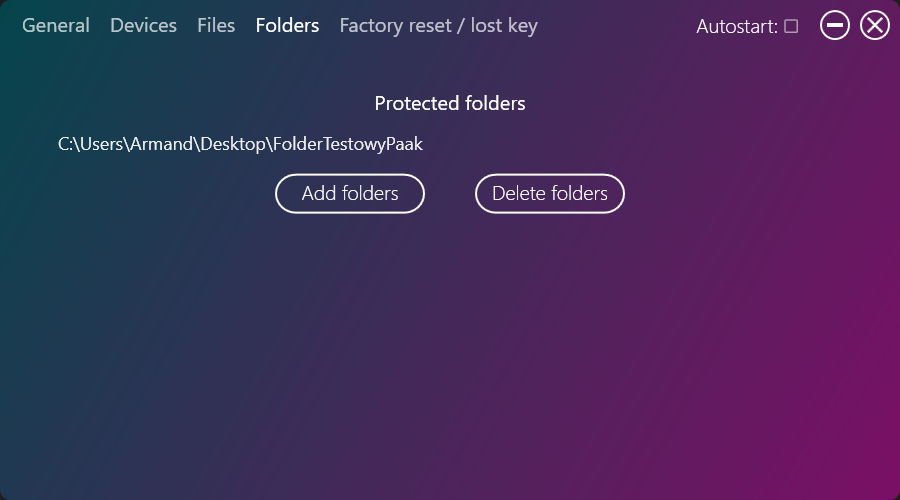 General Devices Files Folders Factory reset / lost key Autostart:
Protected folders
C:\Users\Armand\Desktop\FolderTestowyPaak
Add folders Delete folders